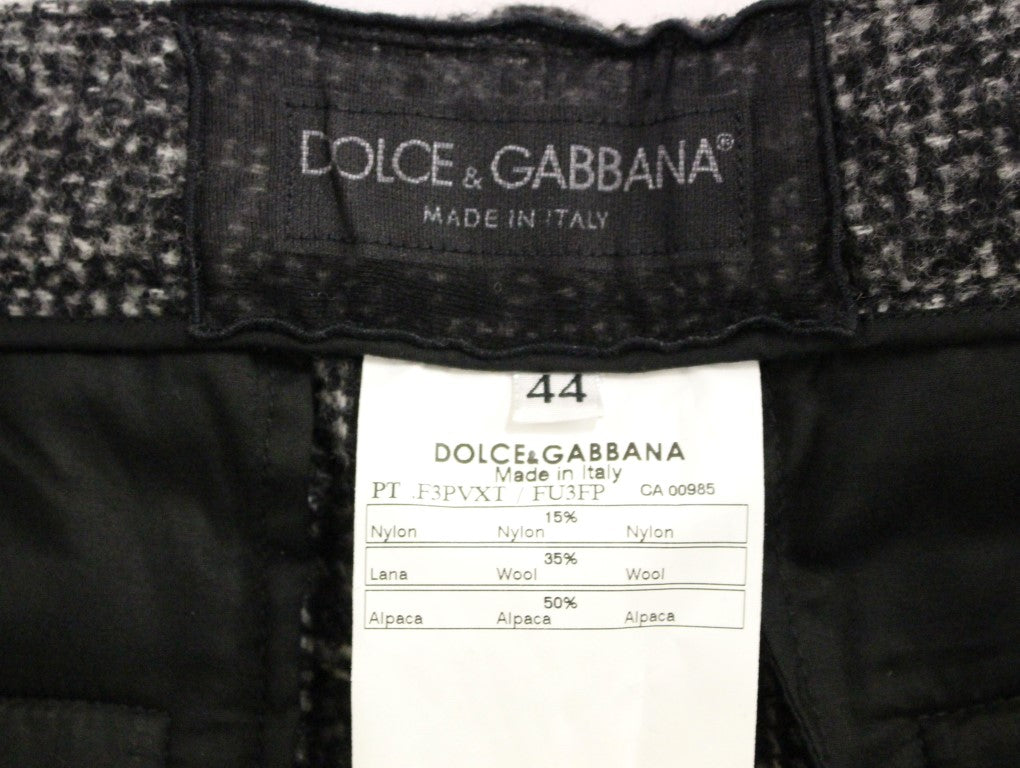 DOLCE & GABBANA®
MADE IN ITALY
44
DOLCE&GABBANA
Made in Italy
PT .F3PVXT / FU3FP CA 00985
15%
Nylon Nylon Nylon
35%
Lana Wool Wool
50%
Alpaca Alpaca Alpaca